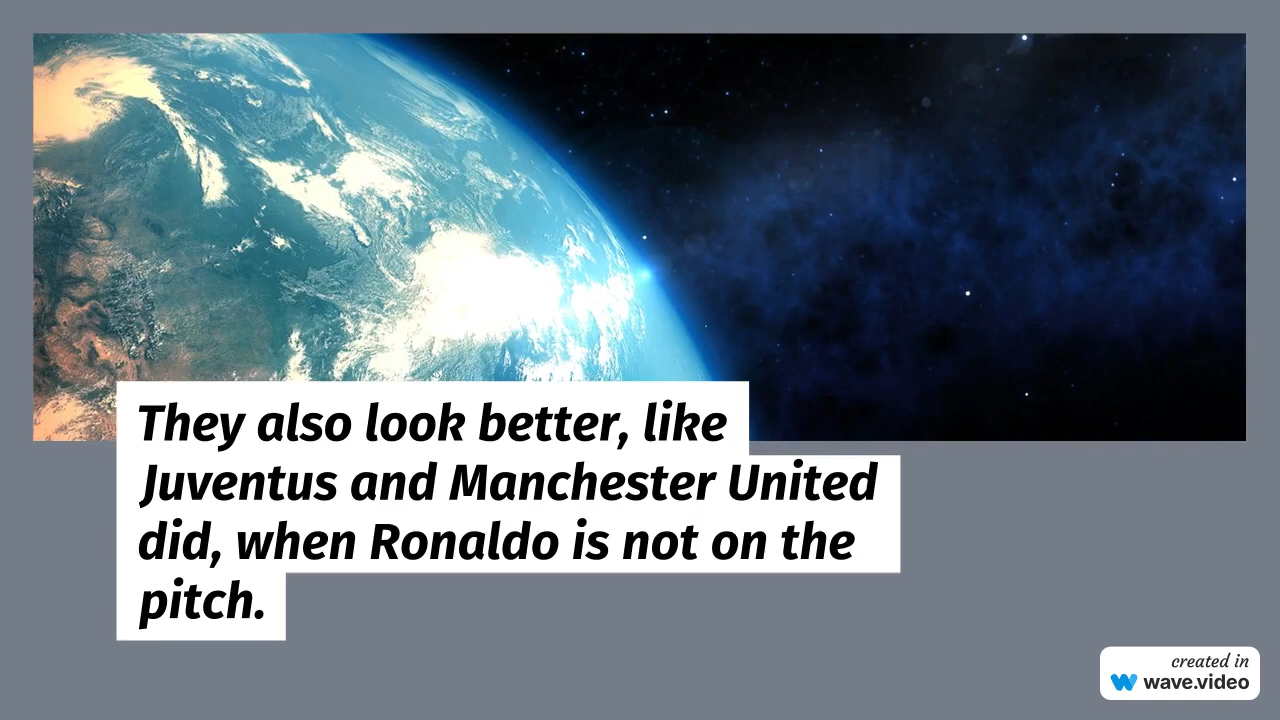 They also look better, like
Juventus and Manchester United
did, when Ronaldo is not on the
pitch.
created in
wave.video